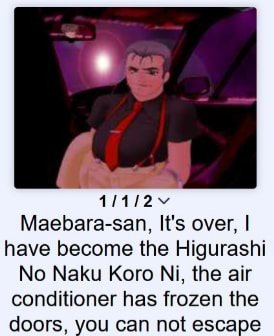 1 / 1 / 2
Maebara-san, It's over, I
have become the Higurashi
No Naku Koro Ni, the air
conditioner has frozen the
doors, you can not escape